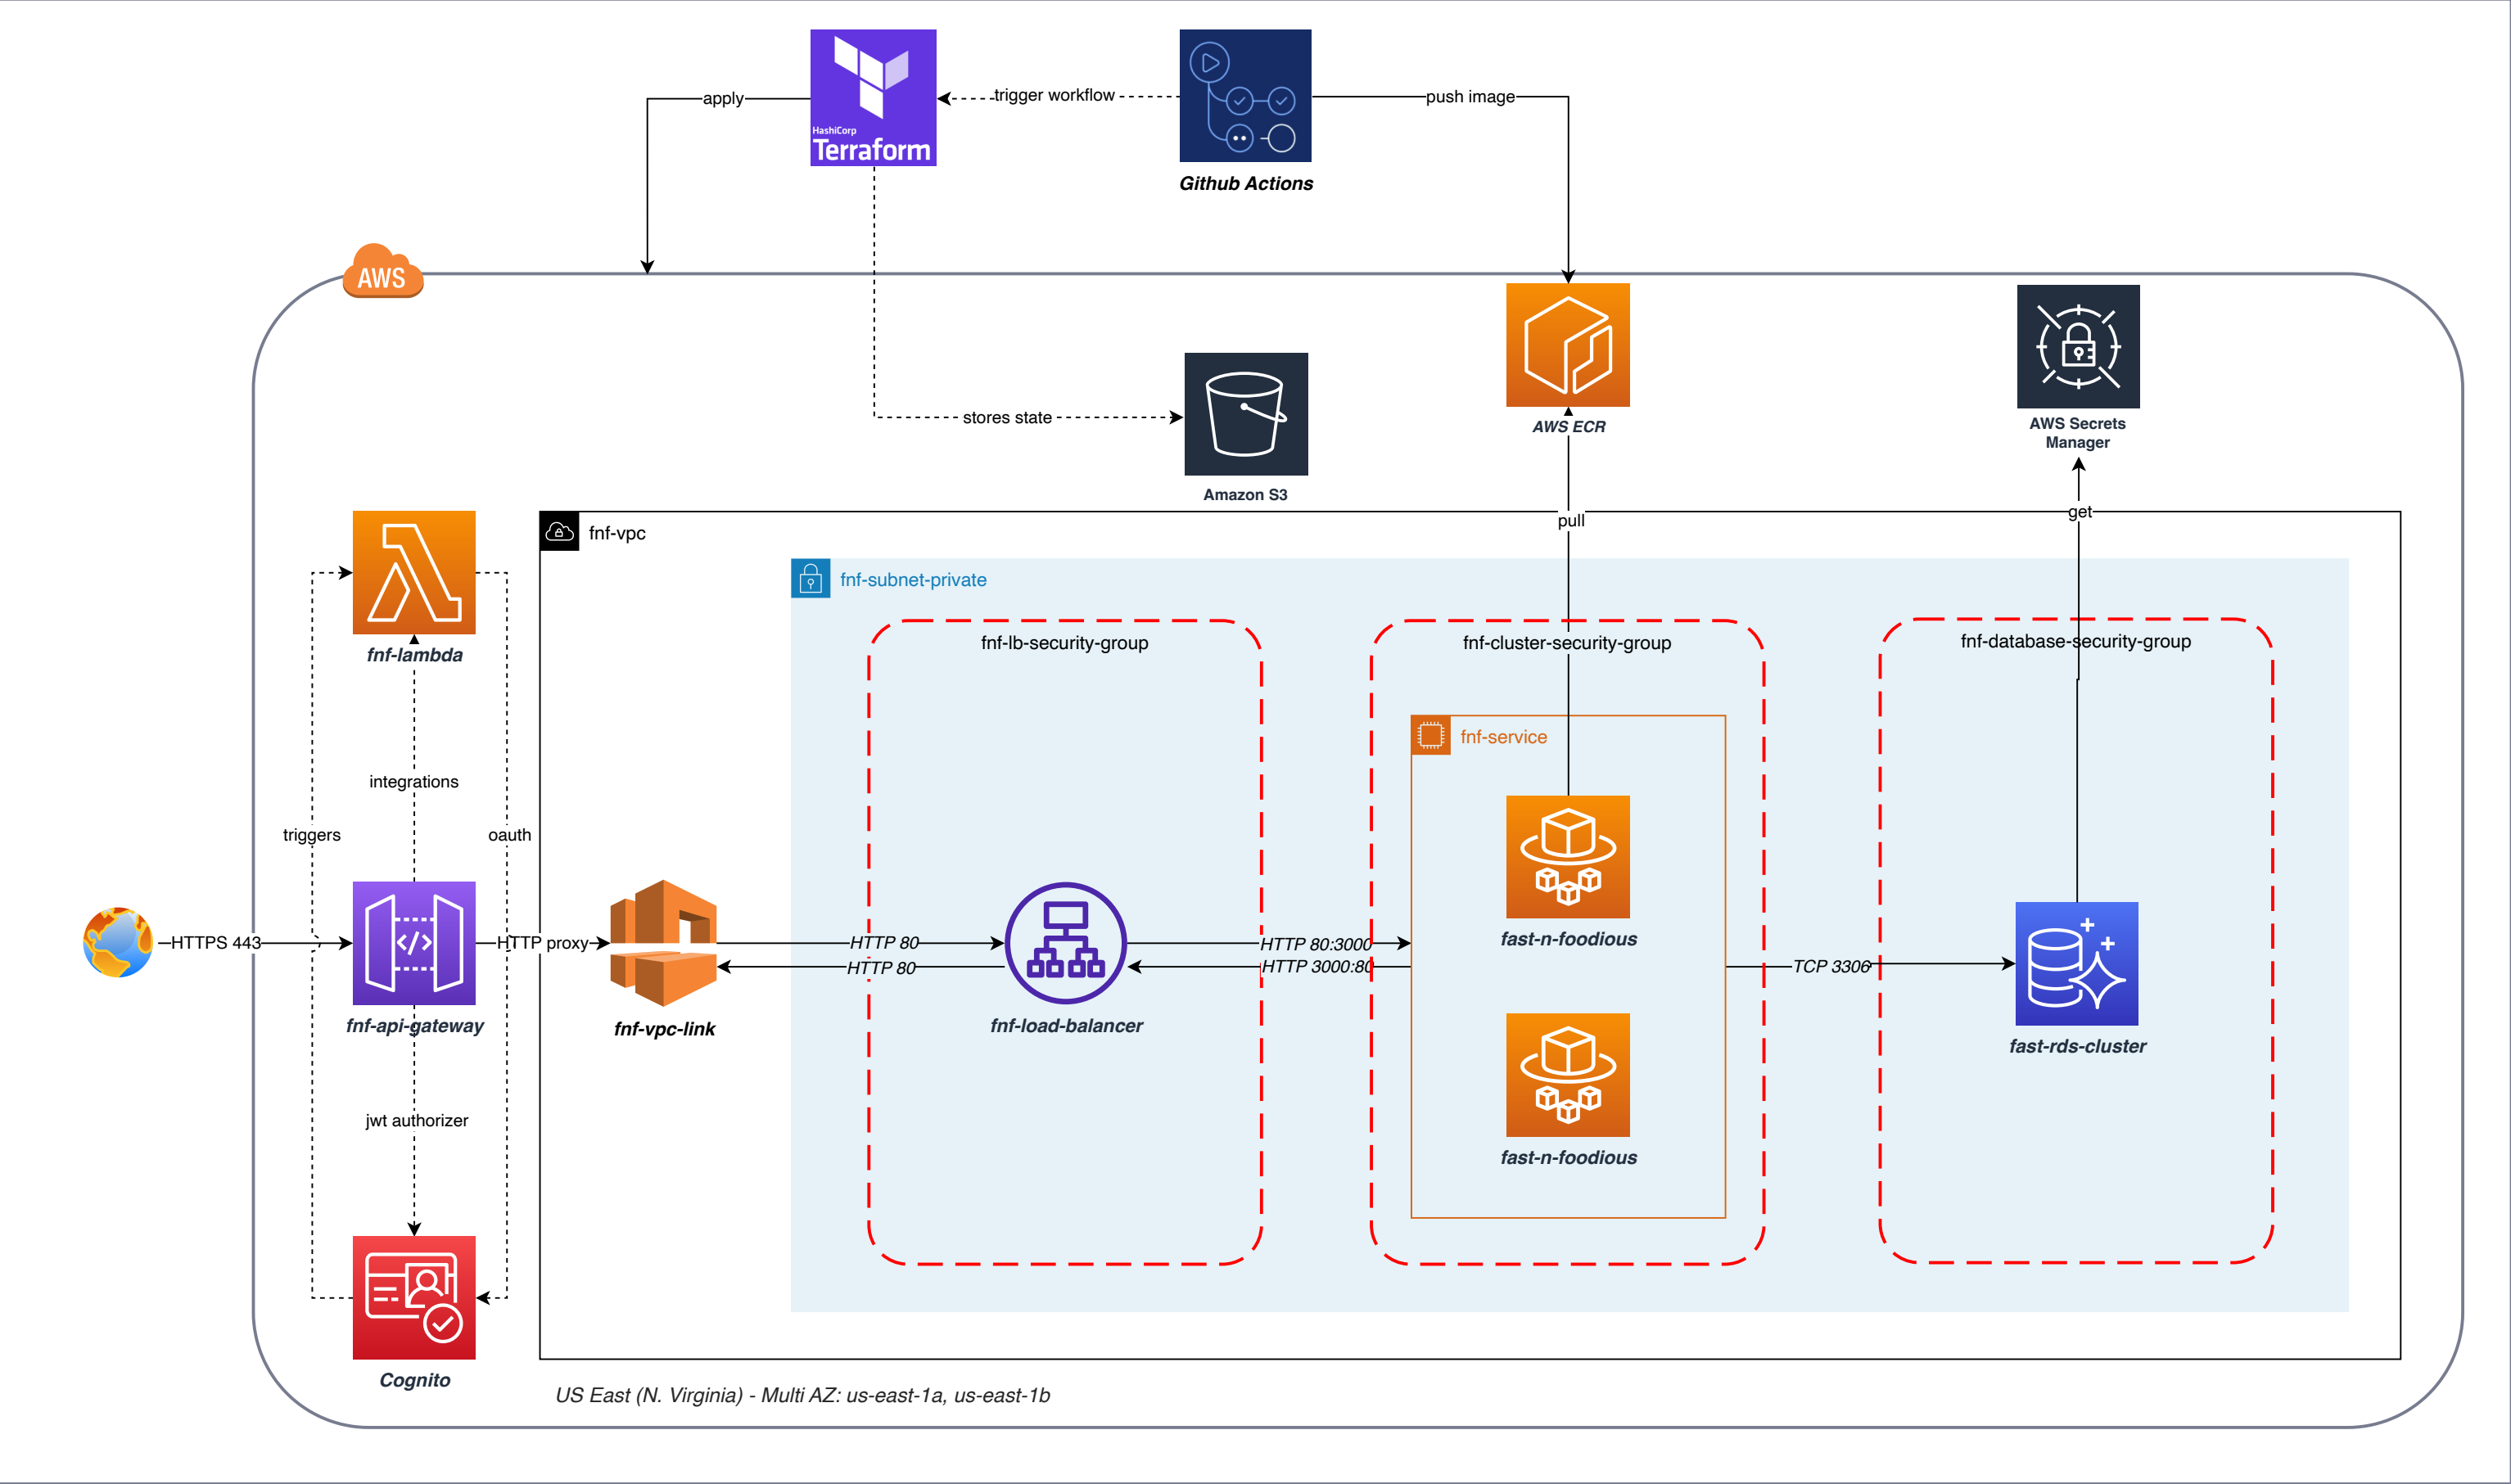 apply
HashiCorp
Terraform
trigger workflow
push image
Github Actions
AWS
stores state
Amazon S3
AWS ECR
AWS Secrets
Manager
pull
get
fnf-vpc
fnf-subnet-private
fnf-lambda
fnf-lb-security-group
fnf-cluster-security-group
fnf-database-security-group
fnf-service
integrations
triggers
oauth
HTTPS 443
HTTP proxy
HTTP 80
HTTP 80
HTTP 80:3000
HTTP 3000:80
TCP 3306
fast-n-foodious
fnf-api-gateway
fnf-vpc-link
fnf-load-balancer
fast-rds-cluster
jwt authorizer
fast-n-foodious
Cognito
US East (N. Virginia) - Multi AZ: us-east-1a, us-east-1b